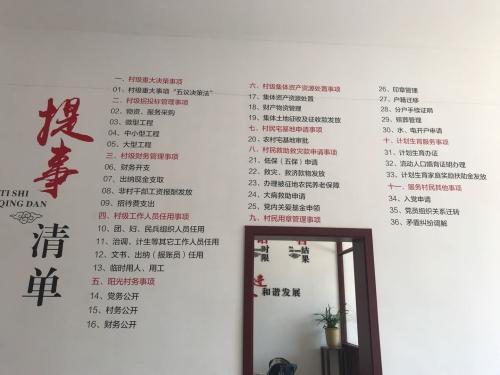 提事
TI SHI
QING DAN
清单
一、村级重大决策事项
01、村级重大事项“五议决策法”
二、村级招投标管理事项
02、物资、服务采购
03、微型工程
04、中小型工程
05、大型工程
三、村级财务管理事项
06、财务开支
07、出纳现金支取
08、非村干部工资报酬发放
09、招待费支出
四、村级工作人员任用事项
10、团、妇、民兵组织人员任用
11、治调、计生等其它工作人员任用
12、文书、出纳（报账员）任用
13、临时用人、用工
五、阳光村务事项
14、党务公开
15、村务公开
16、财务公开
六、村级集体资产资源处置事项
17、集体资产资源处置
18、财产物资管理
19、集体土地征收及征收款发放
七、村民宅基地申请事项
20、农村宅基地审批
八、村民救助救灾款申请事项
21、低保（五保）申请
22、救灾、救济款物发放
23、办理被征地农民养老保障
24、大病救助申请
25、党内关爱基金申领
九、村民用章管理事项
26、印章管理
27、户籍迁移
28、分户手续证明
29、殡葬管理
30、水、电开户申请
十、计划生育服务事项
31、计划生育办证
32、流动人口婚育证明办理
33、计划生育家庭奖励扶助金发放
十一、服务村民其他事项
34、入党申请
35、党员组织关系迁转
36、矛盾纠纷调解
时限
结果
和谐发展